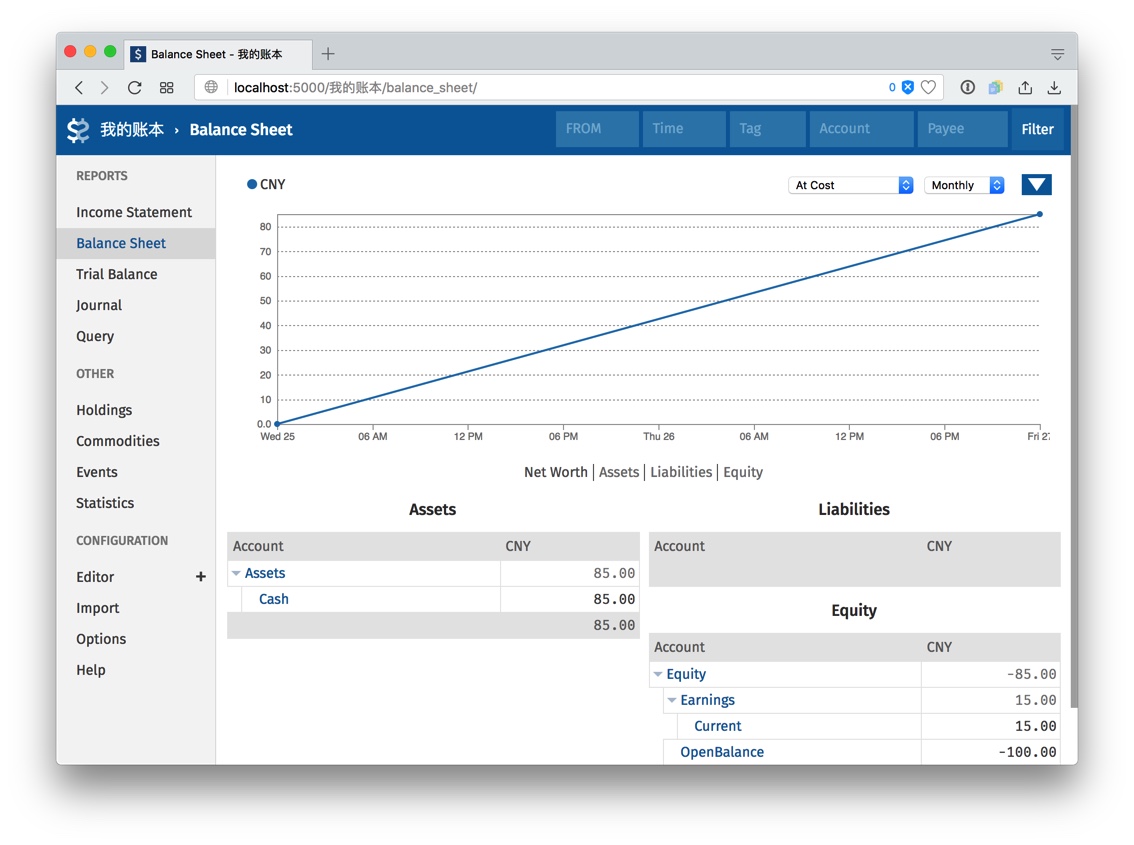 Balance Sheet - 我的账本
localhost:5000/我的账本/balance_sheet/
0
我的账本 › Balance Sheet
FROM Time Tag Account Payee Filter
REPORTS
Income Statement
Balance Sheet
Trial Balance
Journal
Query
OTHER
Holdings
Commodities
Events
Statistics
CONFIGURATION
Editor +
Import
Options
Help
CNY
At Cost Monthly
80
70
60
50
40
30
20
10
0.0
Wed 25 06 AM 12 PM 06 PM Thu 26 06 AM 12 PM 06 PM Fri 27
Net Worth | Assets | Liabilities | Equity
Assets
Account CNY
Assets 85.00
Cash 85.00
85.00
Liabilities
Account CNY
Equity
Account CNY
Equity -85.00
Earnings 15.00
Current 15.00
OpenBalance -100.00